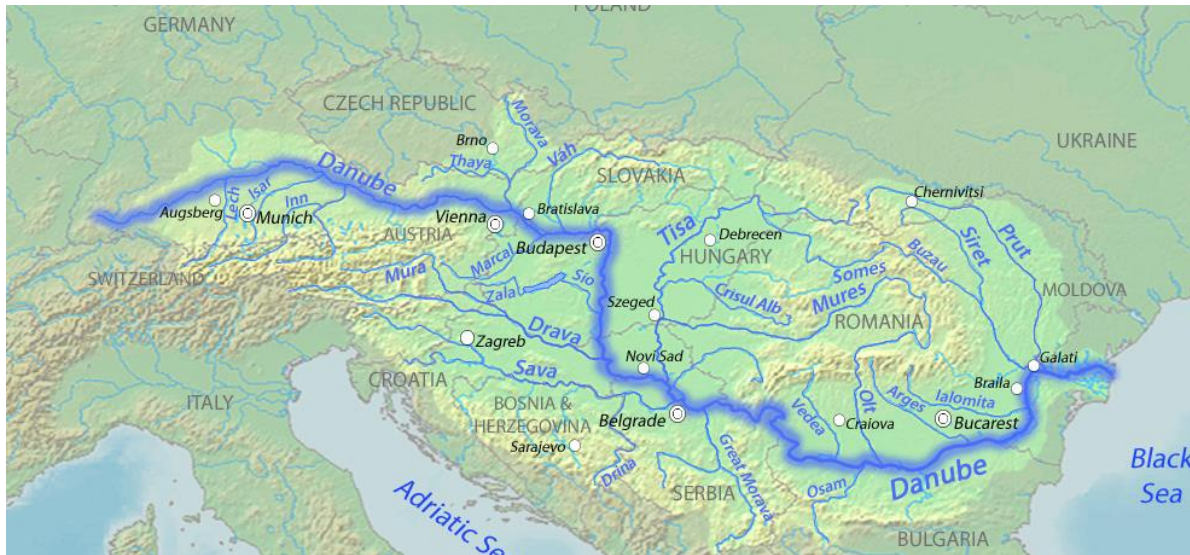 POLAND
GERMANY
CZECH REPUBLIC
Morava
Brno
Thaya
Váh
UKRAINE
SLOVAKIA
Danube
Chernivitsi
Lech
Isar
Inn
Augsberg
Munich
Vienna
Bratislava
Tisa
Debrecen
Prut
Siret
AUSTRIA
Budapest
HUNGARY
Buzau
SWITZERLAND
Mura
Marcal
Zala
Sio
Somes
Szeged
Crisul Alb
Mures
MOLDOVA
ROMANIA
Drava
Zagreb
Novi Sad
Galati
Sava
CROATIA
Braila
ITALY
BOSNIA &
HERZEGOVINA
Belgrade
Vedea
Craiova
Olt
Arges
Ialomita
Bucarest
Sarajevo
Drina
Great Morava
Osam
Danube
Black
Sea
SERBIA
Adriatic Se
BULGARIA